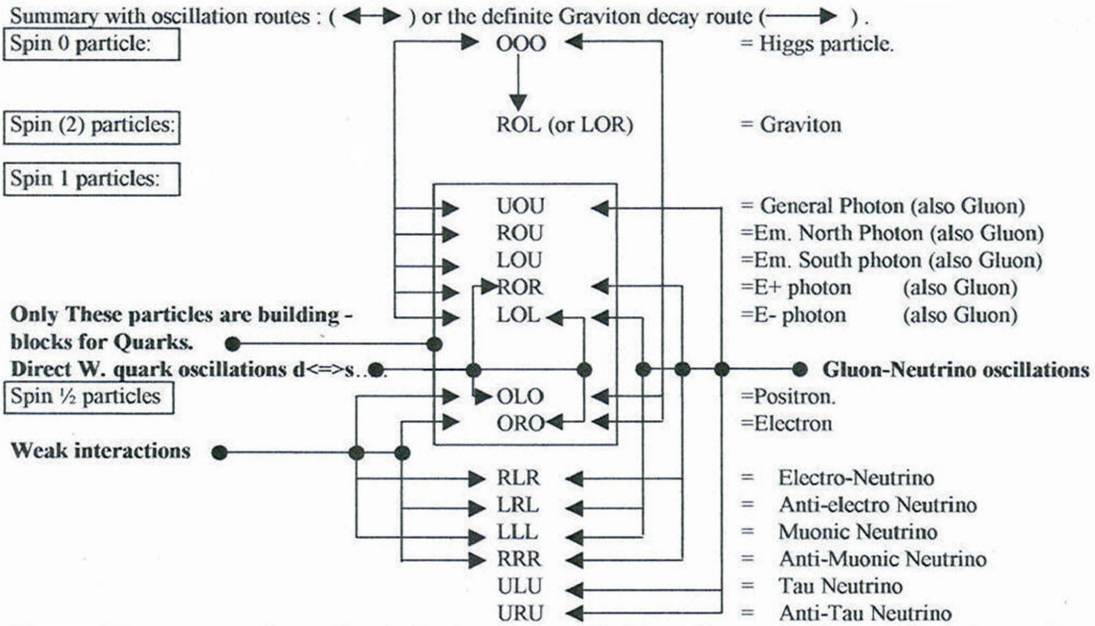 Summary with oscillation routes : ( ) or the definite Graviton decay route ( ) .
Spin 0 particle: OOO = Higgs particle.
Spin (2) particles: ROL (or LOR) = Graviton
Spin 1 particles:
UOU = General Photon (also Gluon)
ROU =Em. North Photon (also Gluon)
LOU =Em. South photon (also Gluon)
ROR =E+ photon (also Gluon)
Only These particles are building - LOL =E- photon (also Gluon)
blocks for Quarks.
Direct W. quark oscillations d<=>s... Gluon-Neutrino oscillations
Spin ½ particles OLO =Positron.
ORO =Electron
Weak interactions
RLR = Electro-Neutrino
LRL = Anti-electro Neutrino
LLL = Muonic Neutrino
RRR = Anti-Muonic Neutrino
ULU = Tau Neutrino
URU = Anti-Tau Neutrino